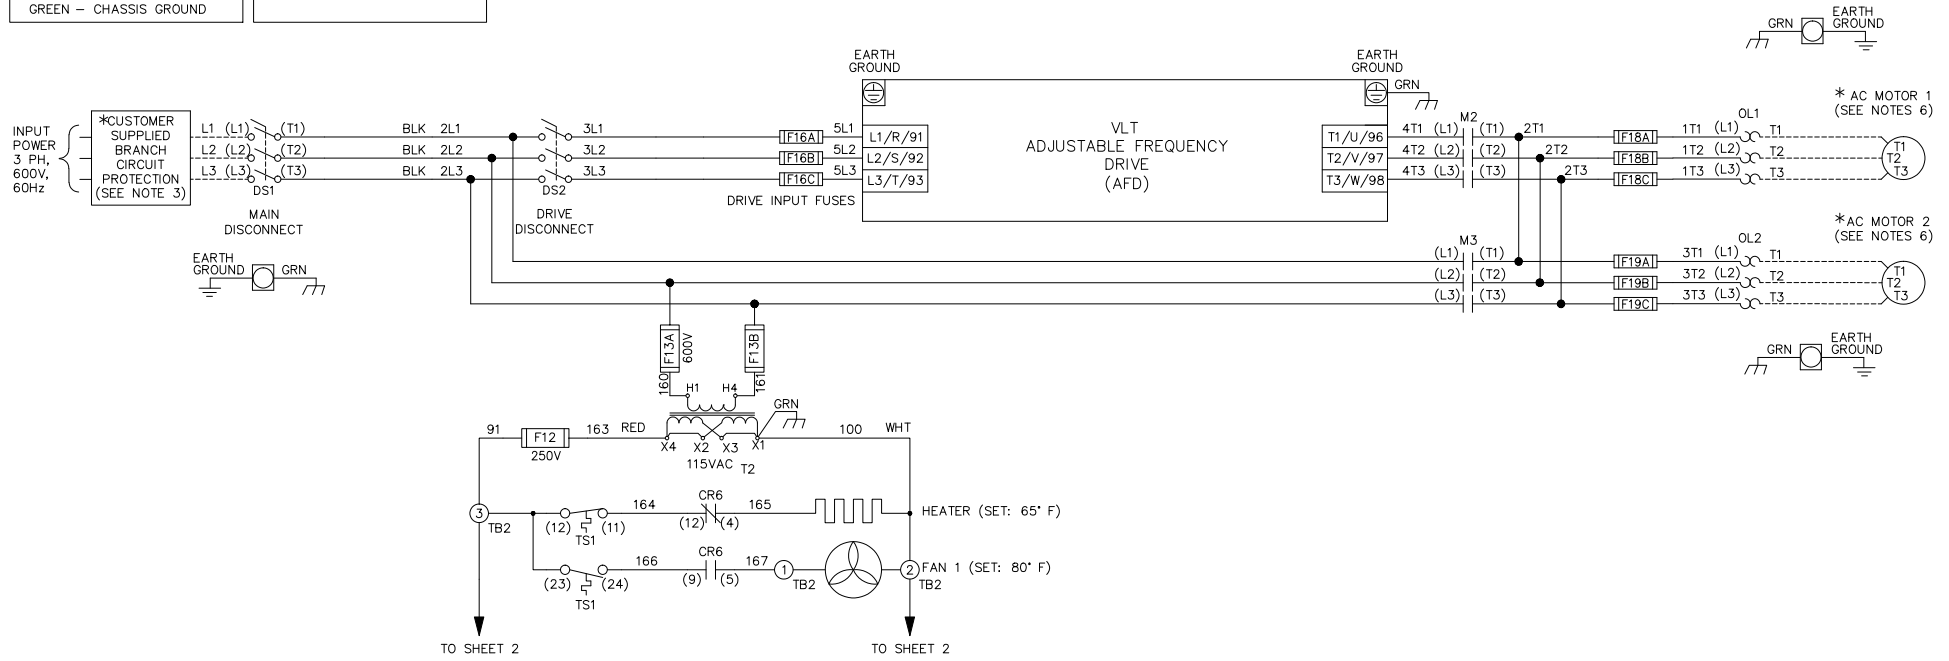 GREEN – CHASSIS GROUND
INPUT
POWER
3 PH,
600V,
60Hz
*CUSTOMER
SUPPLIED
BRANCH
CIRCUIT
PROTECTION
(SEE NOTE 3)
L1 (L1) (T1) BLK 2L1 3L1 F16A 5L1 L1/R/91
L2 (L2) (T2) BLK 2L2 3L2 F16B 5L2 L2/S/92
L3 (L3) (T3) BLK 2L3 3L3 F16C 5L3 L3/T/93
DS1
MAIN
DISCONNECT
DS2
DRIVE
DISCONNECT
DRIVE INPUT FUSES
EARTH
GROUND
GRN
EARTH
GROUND
VLT
ADJUSTABLE FREQUENCY
DRIVE
(AFD)
EARTH
GROUND
GRN
M2
T1/U/96 4T1 (L1) (T1) 2T1 F18A 1T1 (L1) T1
T2/V/97 4T2 (L2) (T2) 2T2 F18B 1T2 (L2) T2
T3/W/98 4T3 (L3) (T3) 2T3 F18C 1T3 (L3) T3
OL1
GRN
EARTH
GROUND
* AC MOTOR 1
(SEE NOTES 6)
T1
T2
T3
M3
(L1) (T1) F19A 3T1 (L1) T1
(L2) (T2) F19B 3T2 (L2) T2
(L3) (T3) F19C 3T3 (L3) T3
OL2
*AC MOTOR 2
(SEE NOTES 6)
T1
T2
T3
GRN
EARTH
GROUND
F13A
600V
F13B
160
161
H1 H4
GRN
91 F12 163 RED
250V
X4 X2 X3 X1
115VAC T2
100 WHT
3
TB2
(12) (11) 164 CR6 165
TS1
(12) (4)
HEATER (SET: 65° F)
(23) (24) 166 CR6 167
TS1
(9) (5)
1
TB2
2
TB2
FAN 1 (SET: 80° F)
TO SHEET 2
TO SHEET 2